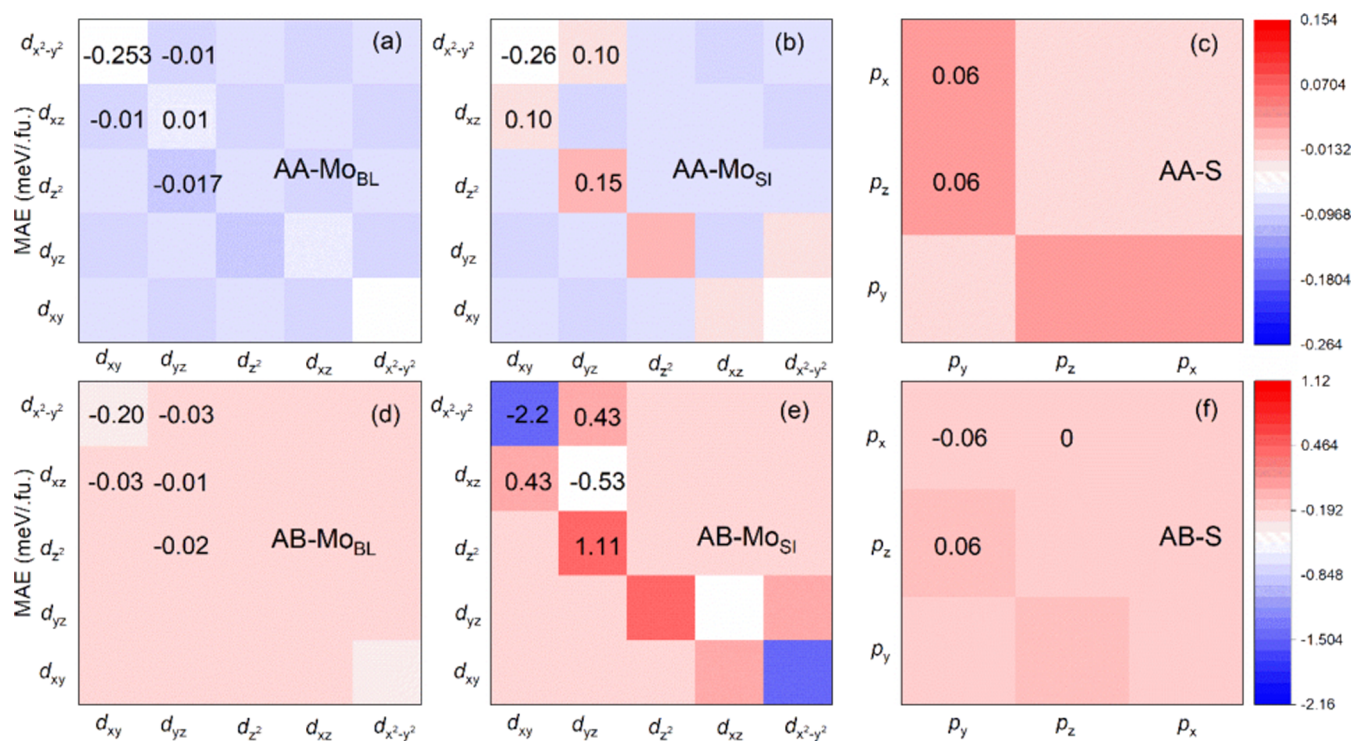 MAE (meV/.fu.)
d_{x²-y²}
d_{xz}
d_{z²}
d_{yz}
d_{xy}
-0.253 -0.01 (a)
-0.01 0.01
-0.017 AA-Mo_{BL}
d_{xy} d_{yz} d_{z²} d_{xz} d_{x²-y²}
d_{x²-y²}
d_{xz}
d_{z²}
d_{yz}
d_{xy}
-0.26 0.10 (b)
0.10
0.15 AA-Mo_{SI}
d_{xy} d_{yz} d_{z²} d_{xz} d_{x²-y²}
p_x
p_z
p_y
(c)
0.06
0.06 AA-S
p_y p_z p_x
0.154
0.0704
-0.0132
-0.0968
-0.1804
-0.264
MAE (meV/.fu.)
d_{x²-y²}
d_{xz}
d_{z²}
d_{yz}
d_{xy}
-0.20 -0.03 (d)
-0.03 -0.01
-0.02 AB-Mo_{BL}
d_{xy} d_{yz} d_{z²} d_{xz} d_{x²-y²}
d_{x²-y²}
d_{xz}
d_{z²}
d_{yz}
d_{xy}
-2.2 0.43 (e)
0.43 -0.53
1.11 AB-Mo_{SI}
d_{xy} d_{yz} d_{z²} d_{xz} d_{x²-y²}
p_x
p_z
p_y
(f)
-0.06 0
0.06 AB-S
p_y p_z p_x
1.12
0.464
-0.192
-0.848
-1.504
-2.16